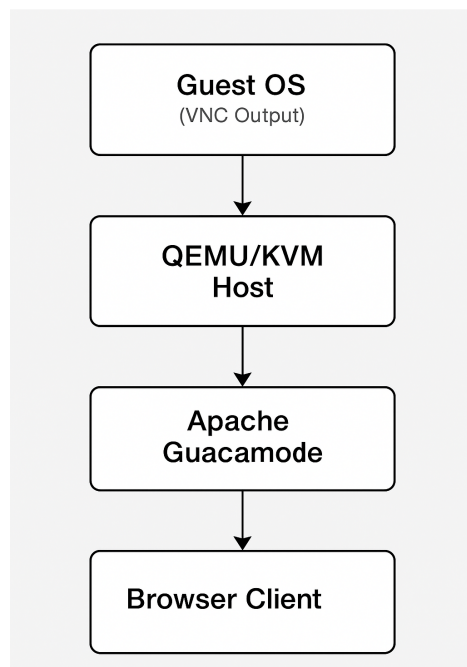 Guest OS
(VNC Output)
QEMU/KVM
Host
Apache
Guacamode
Browser Client